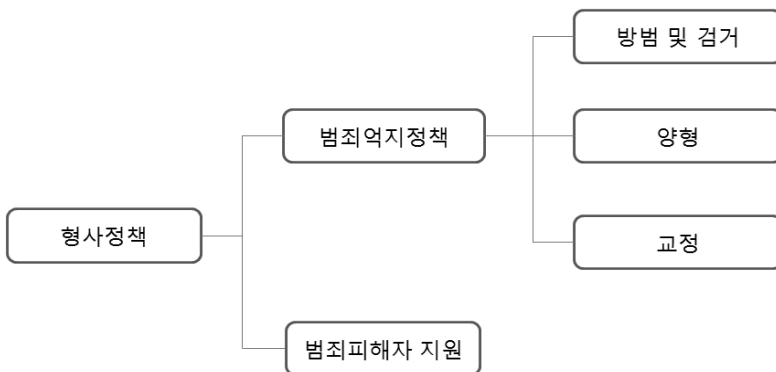 방범 및 검거
범죄억지정책
양형
형사정책
교정
범죄피해자 지원